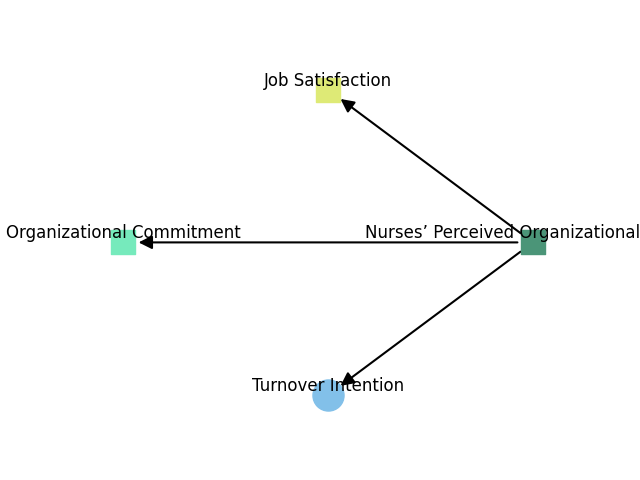 Job Satisfaction
Organizational Commitment
Nurses’ Perceived Organizational
Turnover Intention